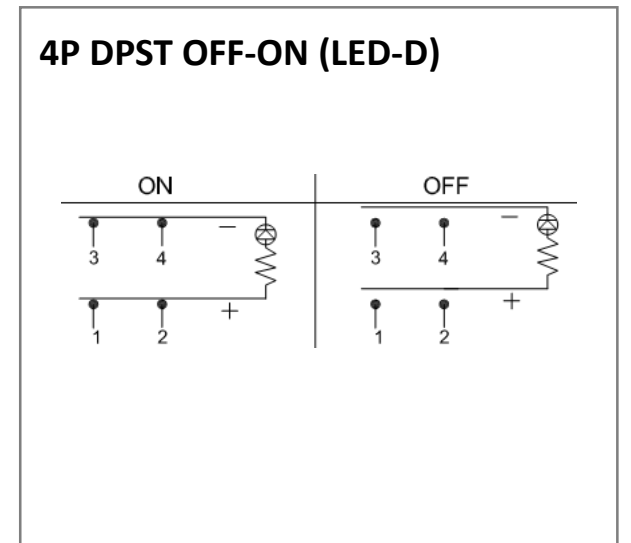 4P DPST OFF-ON (LED-D)
ON OFF
− −
3 4 3 4
+ +
1 2 1 2